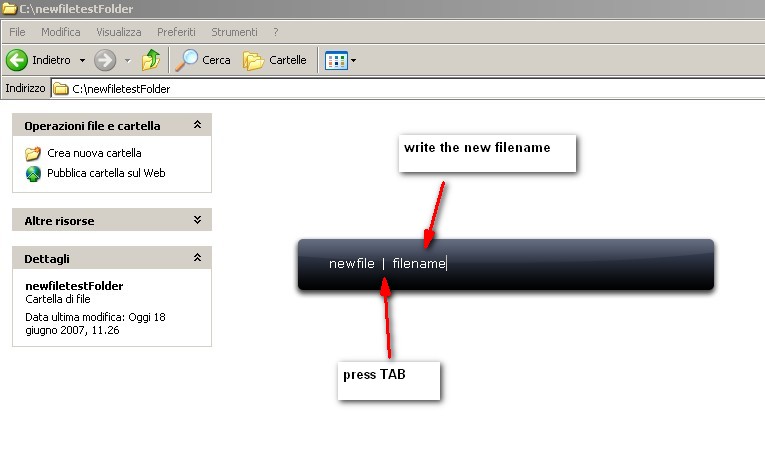 C:\newfiletestFolder
File Modifica Visualizza Preferiti Strumenti ?
Indietro Cerca Cartelle
Indirizzo C:\newfiletestFolder
Operazioni file e cartella
Crea nuova cartella
Pubblica cartella sul Web
Altre risorse
Dettagli
newfiletestFolder
Cartella di file
Data ultima modifica: Oggi 18
giugno 2007, 11.26
write the new filename
newfile | filename
press TAB